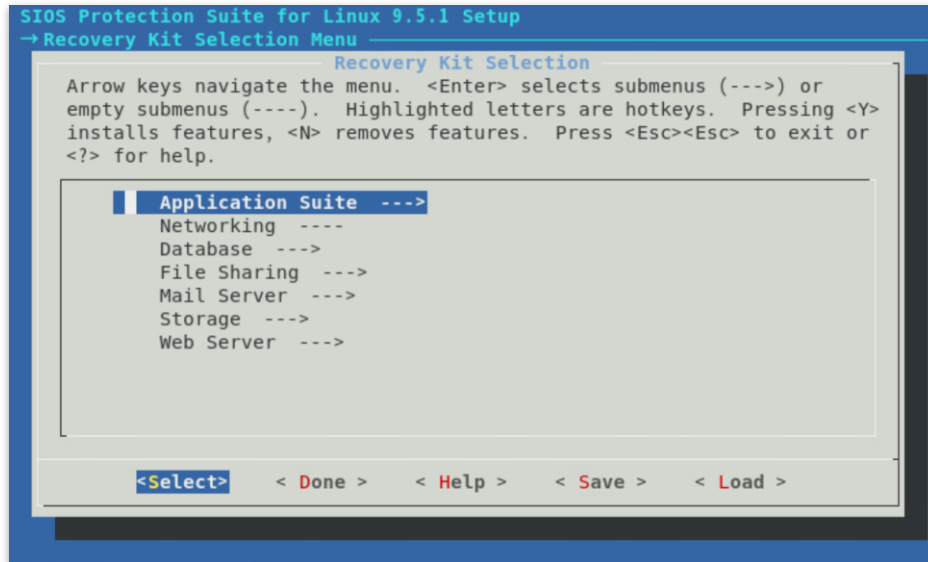 SIOS Protection Suite for Linux 9.5.1 Setup
→ Recovery Kit Selection Menu
Recovery Kit Selection
Arrow keys navigate the menu.  <Enter> selects submenus (--->) or
empty submenus (----).  Highlighted letters are hotkeys.  Pressing <Y>
installs features, <N> removes features.  Press <Esc><Esc> to exit or
<?> for help.
Application Suite  --->
Networking  ----
Database  --->
File Sharing  --->
Mail Server  --->
Storage  --->
Web Server  --->
<Select>    < Done >    < Help >    < Save >    < Load >